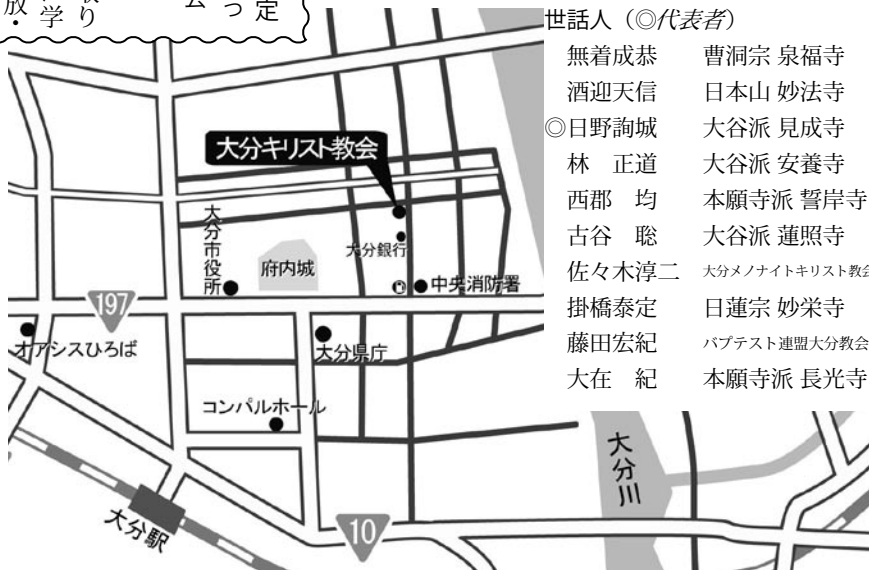 定
っ
ム
り
学
放・
世話人（◎代表者）
無着成恭　曹洞宗 泉福寺
酒迎天信　日本山 妙法寺
◎日野詢城　大谷派 見成寺
林　正道　大谷派 安養寺
西郡　均　本願寺派 誓岸寺
古谷　聡　大谷派 蓮照寺
佐々木淳二　大分メノナイトキリスト教会
掛橋泰定　日蓮宗 妙栄寺
藤田宏紀　バプテスト連盟大分教会
大在　紀　本願寺派 長光寺
大分キリスト教会
大分市役所
府内城
大分銀行
中央消防署
197
オアシスひろば
大分県庁
コンパルホール
大分川
大分駅
10